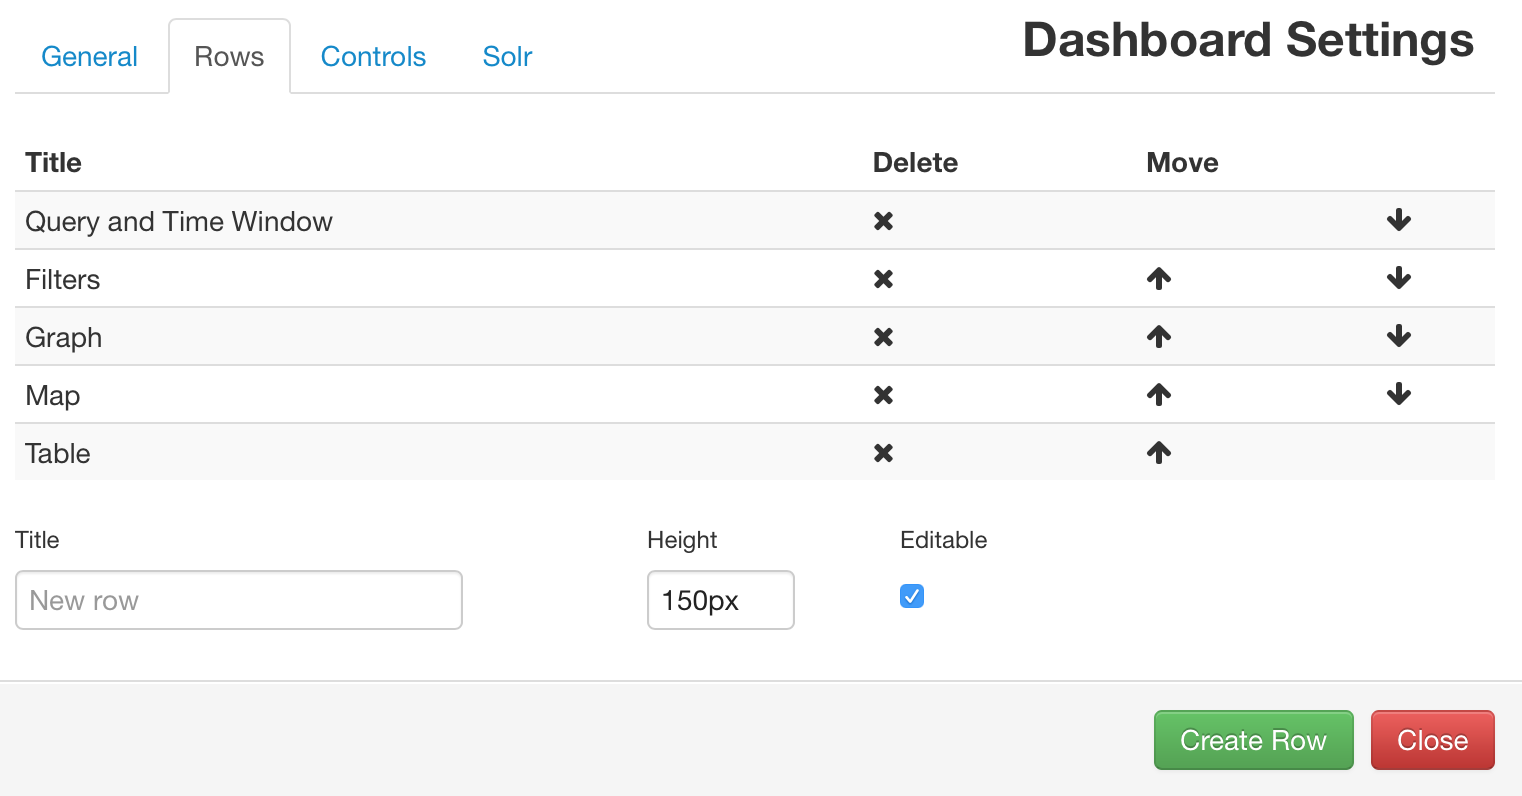 General Rows Controls Solr Dashboard Settings
Title Delete Move
Query and Time Window
Filters
Graph
Map
Table
Title Height Editable
New row 150px
Create Row Close